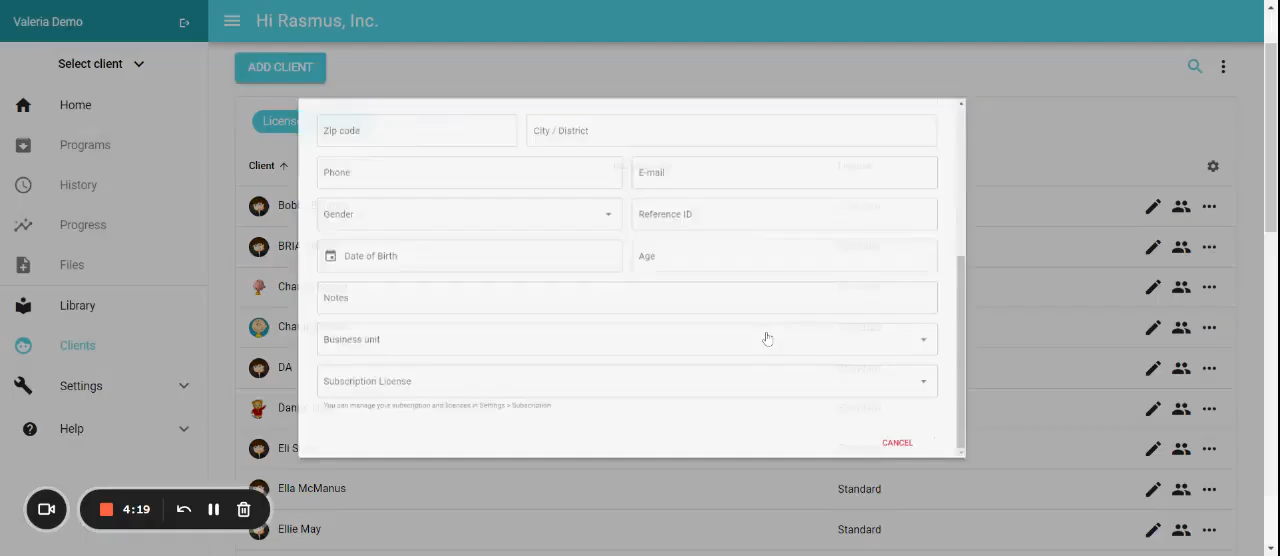 Valeria Demo
Hi Rasmus, Inc.
Select client
ADD CLIENT
Home
Programs
History
Progress
Files
Library
Clients
Settings
Help
Client
Zip code
City / District
Phone
E-mail
Gender
Reference ID
Date of Birth
Age
Notes
Business unit
Subscription License
You can manage your subscription and licences in Settings > Subscription
CANCEL
DA
Eli S
Ella McManus Standard
Ellie May Standard
4:19